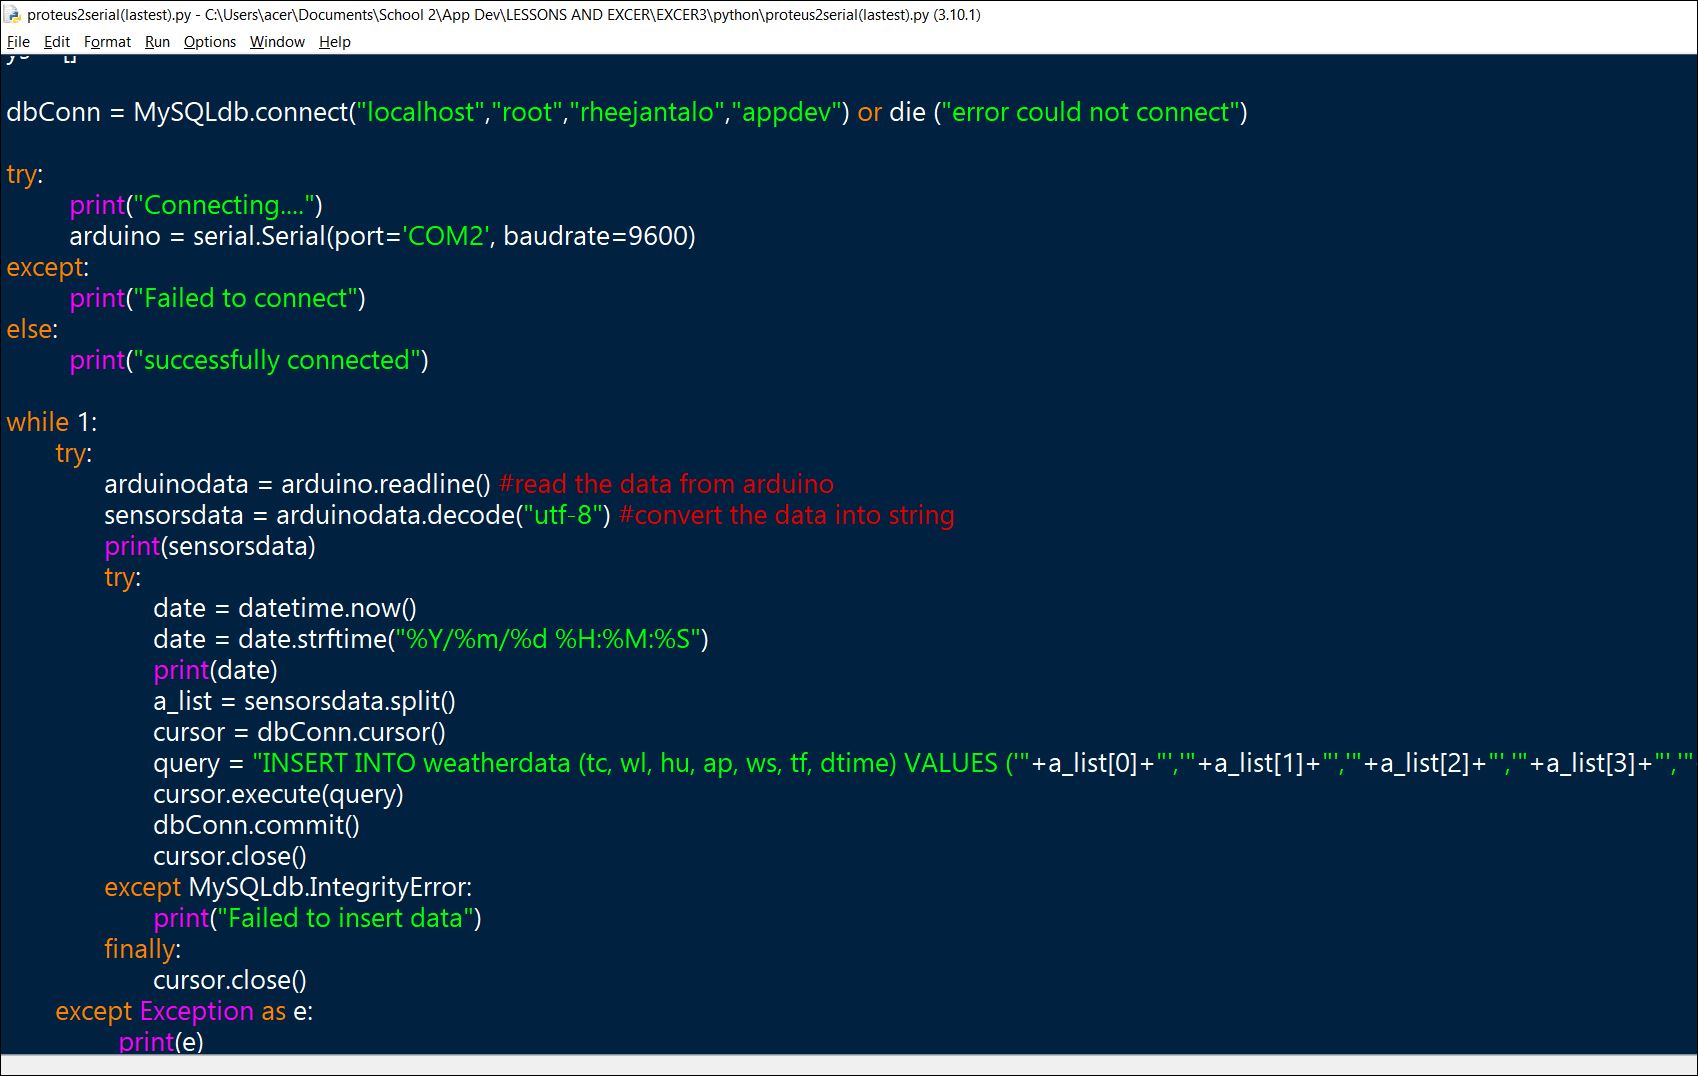 proteus2serial(lastest).py - C:\Users\acer\Documents\School 2\App Dev\LESSONS AND EXCER\EXCER3\python\proteus2serial(lastest).py (3.10.1)
File Edit Format Run Options Window Help
dbConn = MySQLdb.connect("localhost","root","rheejantalo","appdev") or die ("error could not connect")
try:
print("Connecting....")
arduino = serial.Serial(port='COM2', baudrate=9600)
except:
print("Failed to connect")
else:
print("successfully connected")
while 1:
try:
arduinodata = arduino.readline() #read the data from arduino
sensorsdata = arduinodata.decode("utf-8") #convert the data into string
print(sensorsdata)
try:
date = datetime.now()
date = date.strftime("%Y/%m/%d %H:%M:%S")
print(date)
a_list = sensorsdata.split()
cursor = dbConn.cursor()
query = "INSERT INTO weatherdata (tc, wl, hu, ap, ws, tf, dtime) VALUES ('"+a_list[0]+"','"+a_list[1]+"','"+a_list[2]+"','"+a_list[3]+"','"
cursor.execute(query)
dbConn.commit()
cursor.close()
except MySQLdb.IntegrityError:
print("Failed to insert data")
finally:
cursor.close()
except Exception as e:
print(e)